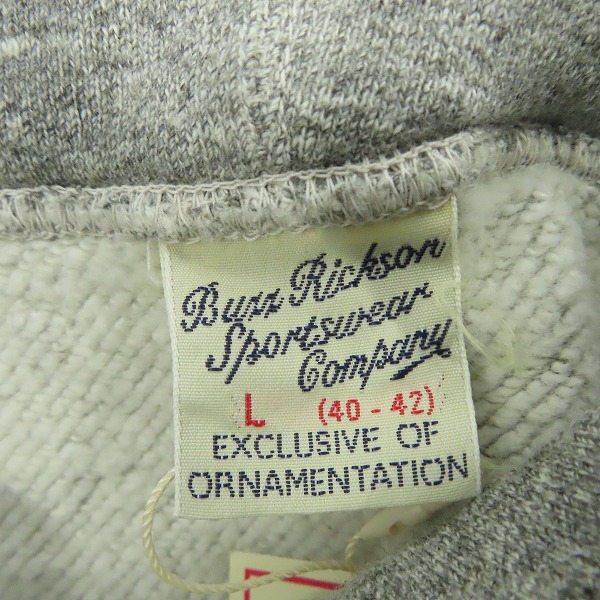 Buzz Rickson
Sportswear
Company
L (40 - 42)
EXCLUSIVE OF
ORNAMENTATION